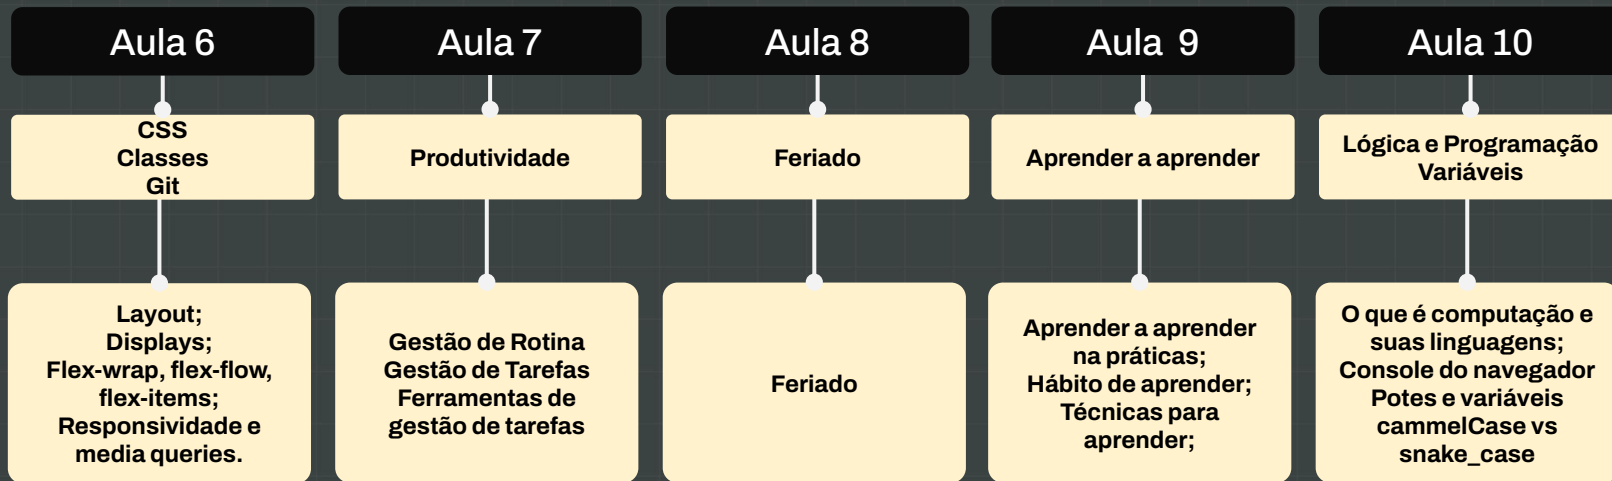 Aula 6
CSS
Classes
Git
Layout;
Displays;
Flex-wrap, flex-flow,
flex-items;
Responsividade e
media queries.
Aula 7
Produtividade
Gestão de Rotina
Gestão de Tarefas
Ferramentas de
gestão de tarefas
Aula 8
Feriado
Feriado
Aula 9
Aprender a aprender
Aprender a aprender
na práticas;
Hábito de aprender;
Técnicas para
aprender;
Aula 10
Lógica e Programação
Variáveis
O que é computação e
suas linguagens;
Console do navegador
Potes e variáveis
cammelCase vs
snake_case